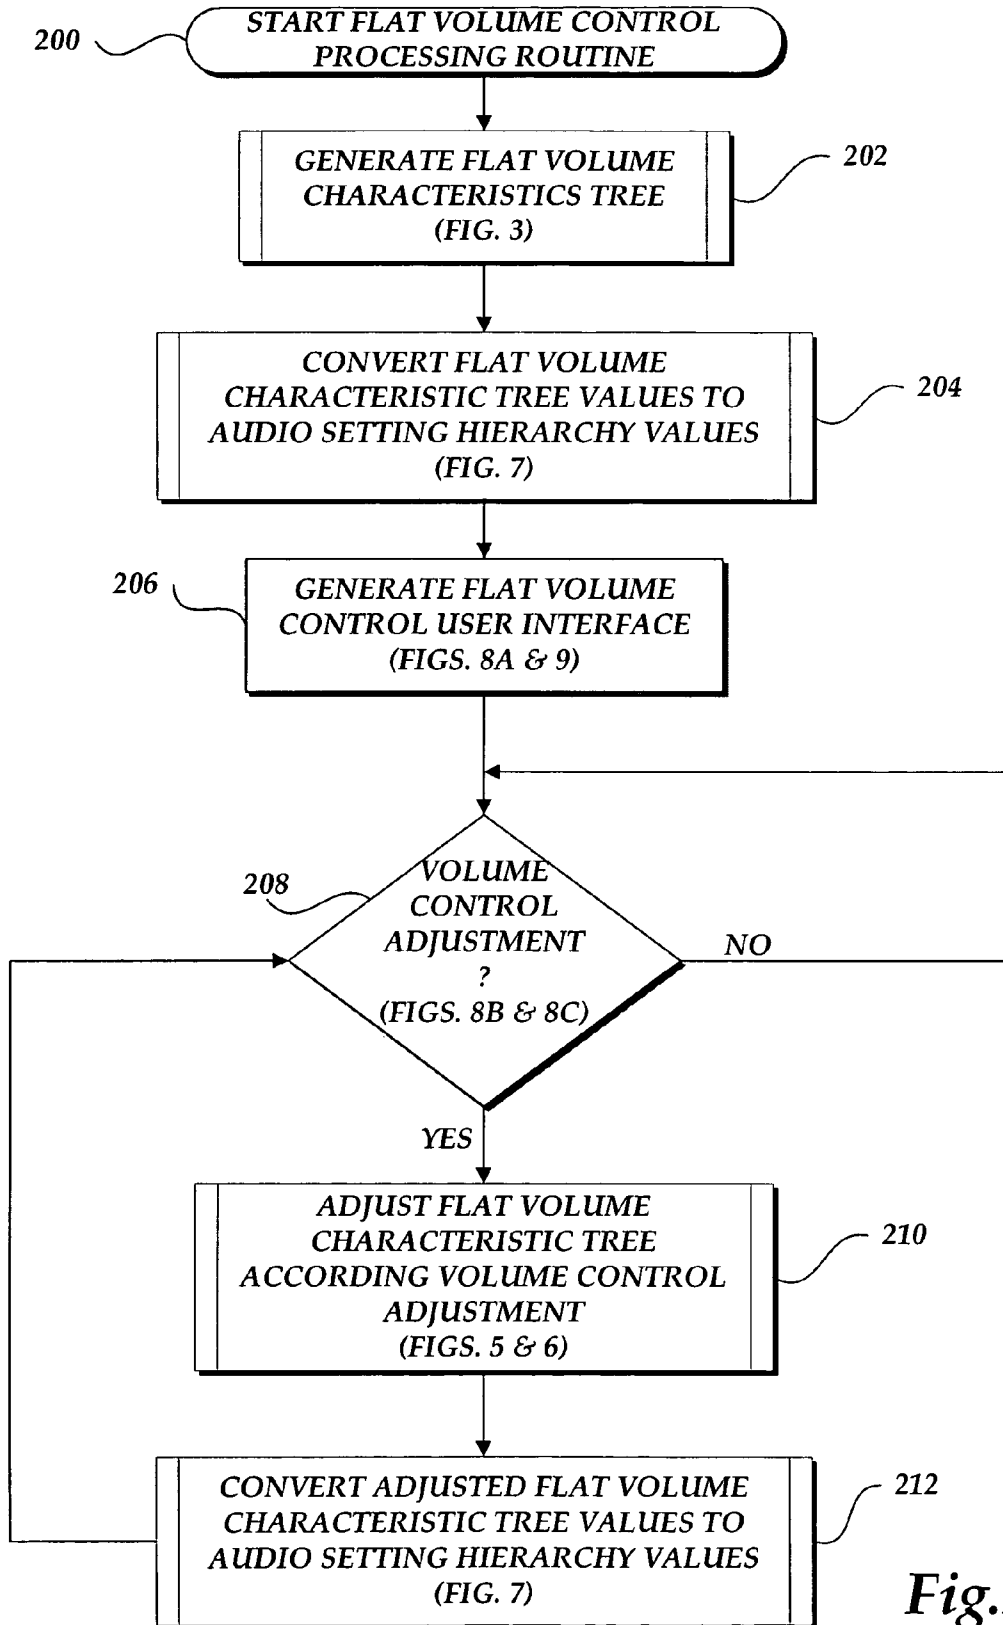 200
START FLAT VOLUME CONTROL
PROCESSING ROUTINE
GENERATE FLAT VOLUME
CHARACTERISTICS TREE
(FIG. 3)
202
CONVERT FLAT VOLUME
CHARACTERISTIC TREE VALUES TO
AUDIO SETTING HIERARCHY VALUES
(FIG. 7)
204
206
GENERATE FLAT VOLUME
CONTROL USER INTERFACE
(FIGS. 8A & 9)
208
VOLUME
CONTROL
ADJUSTMENT
?
(FIGS. 8B & 8C)
NO
YES
ADJUST FLAT VOLUME
CHARACTERISTIC TREE
ACCORDING VOLUME CONTROL
ADJUSTMENT
(FIGS. 5 & 6)
210
CONVERT ADJUSTED FLAT VOLUME
CHARACTERISTIC TREE VALUES TO
AUDIO SETTING HIERARCHY VALUES
(FIG. 7)
212
Fig.